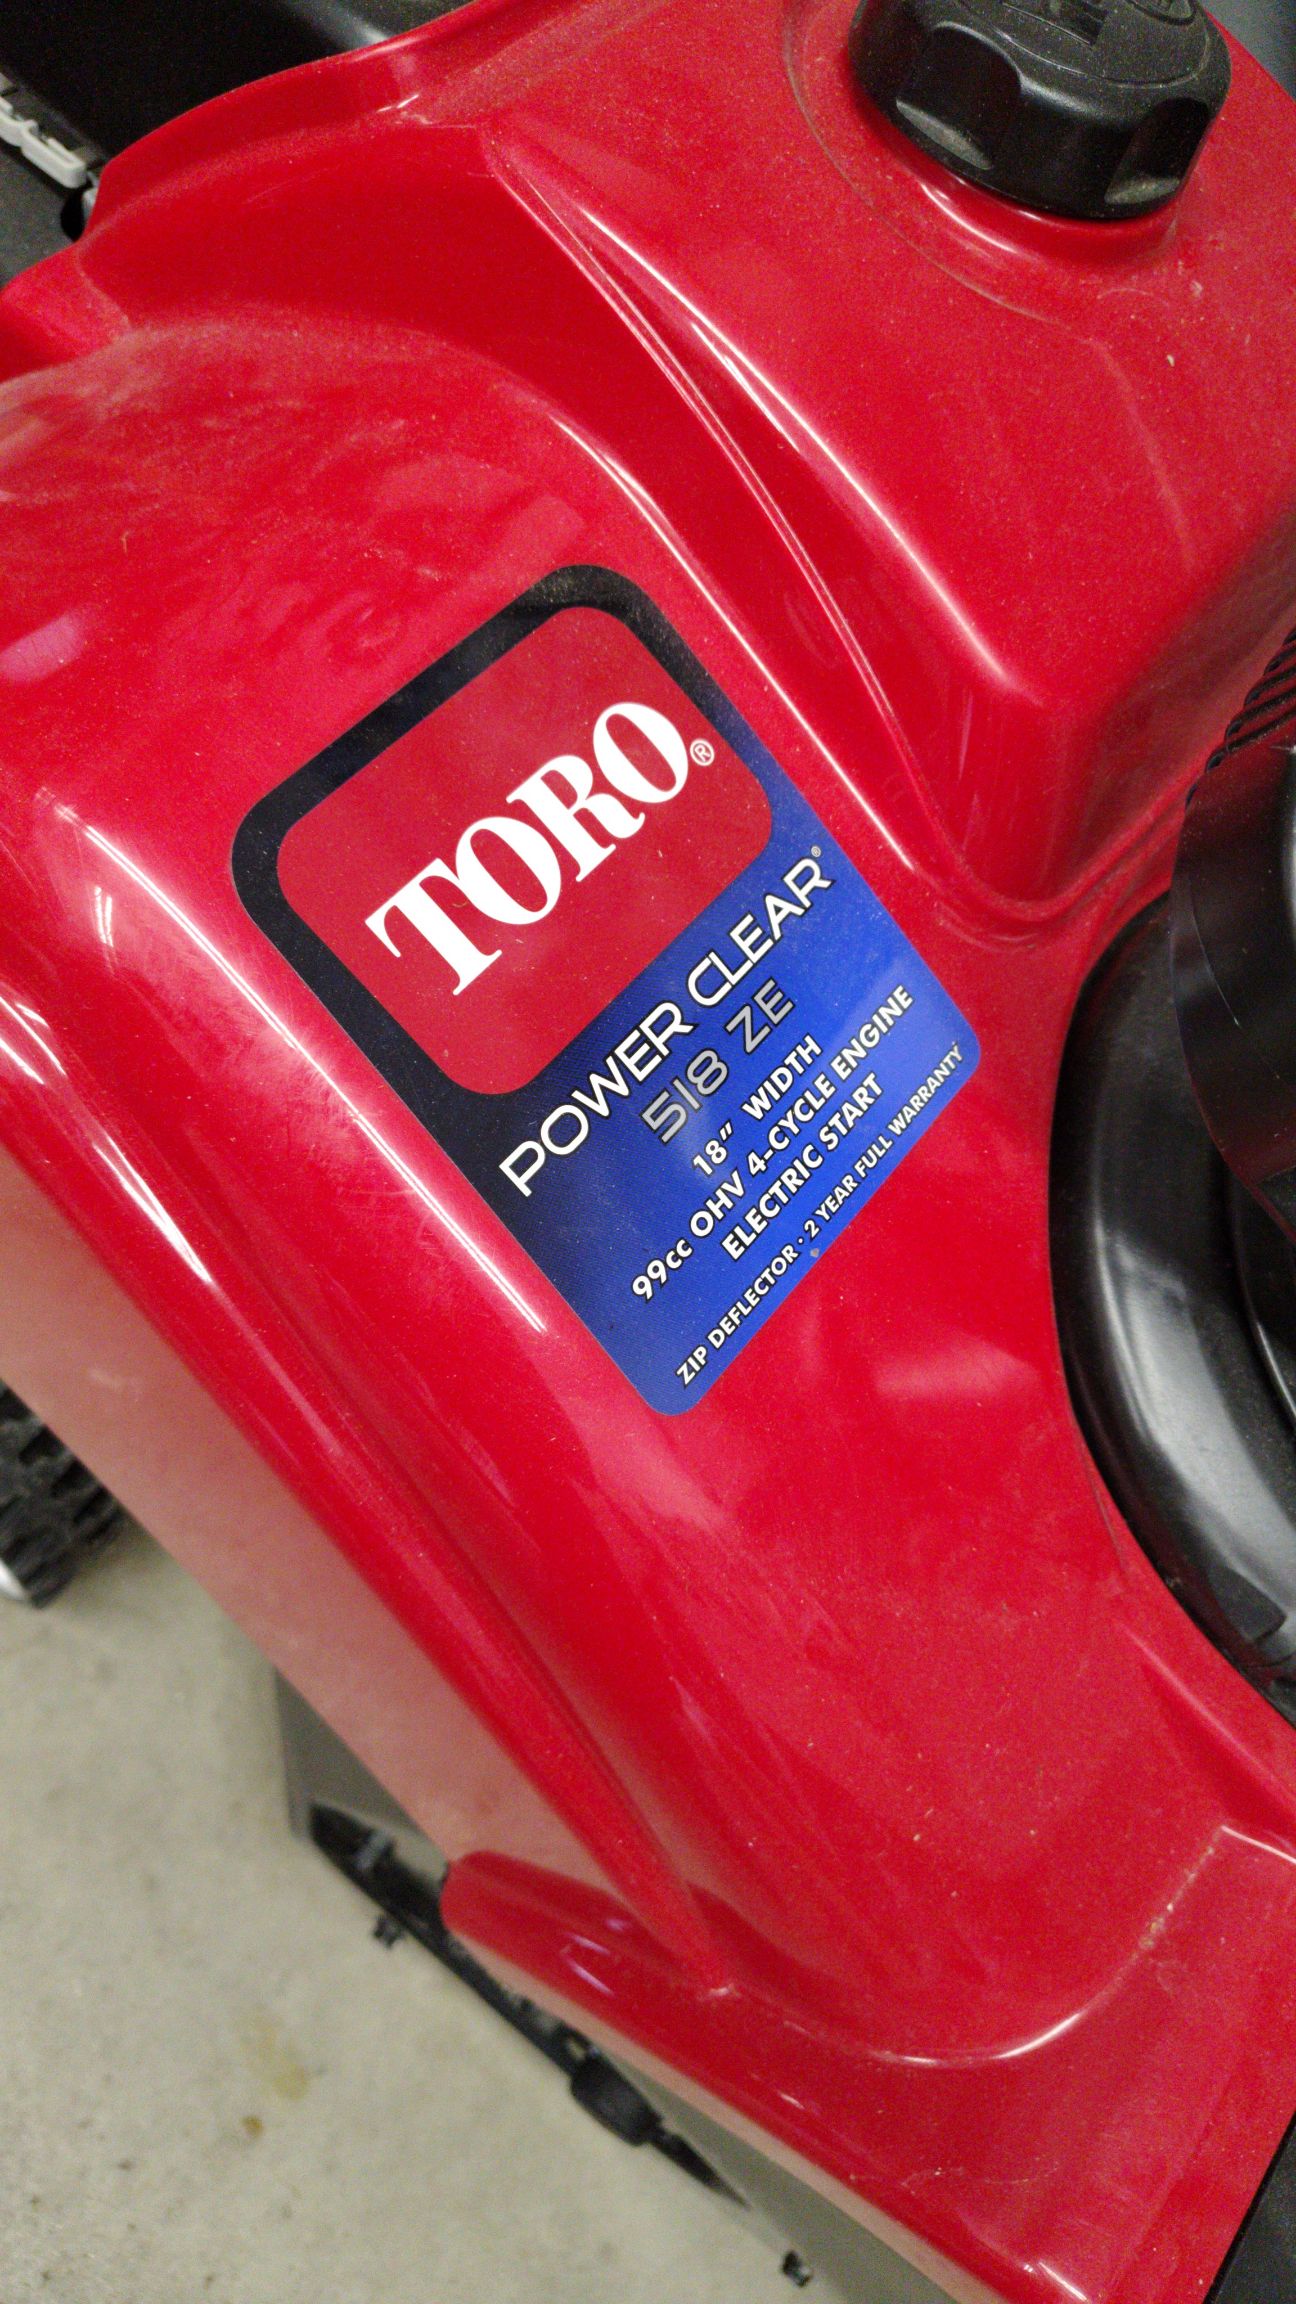 TORO®
POWER CLEAR®
518 ZE
18" WIDTH
99cc OHV 4-CYCLE ENGINE
ELECTRIC START
ZIP DEFLECTOR · 2 YEAR FULL WARRANTY